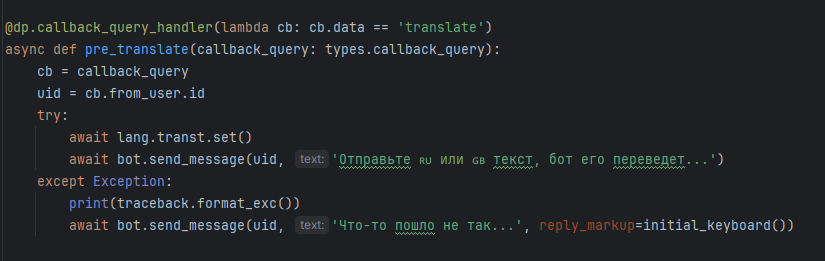 @dp.callback_query_handler(lambda cb: cb.data == 'translate')
async def pre_translate(callback_query: types.callback_query):
    cb = callback_query
    uid = cb.from_user.id
    try:
        await lang.transt.set()
        await bot.send_message(uid, text: 'Отправьте RU или GB текст, бот его переведет...')
    except Exception:
        print(traceback.format_exc())
        await bot.send_message(uid, text: 'Что-то пошло не так...', reply_markup=initial_keyboard())